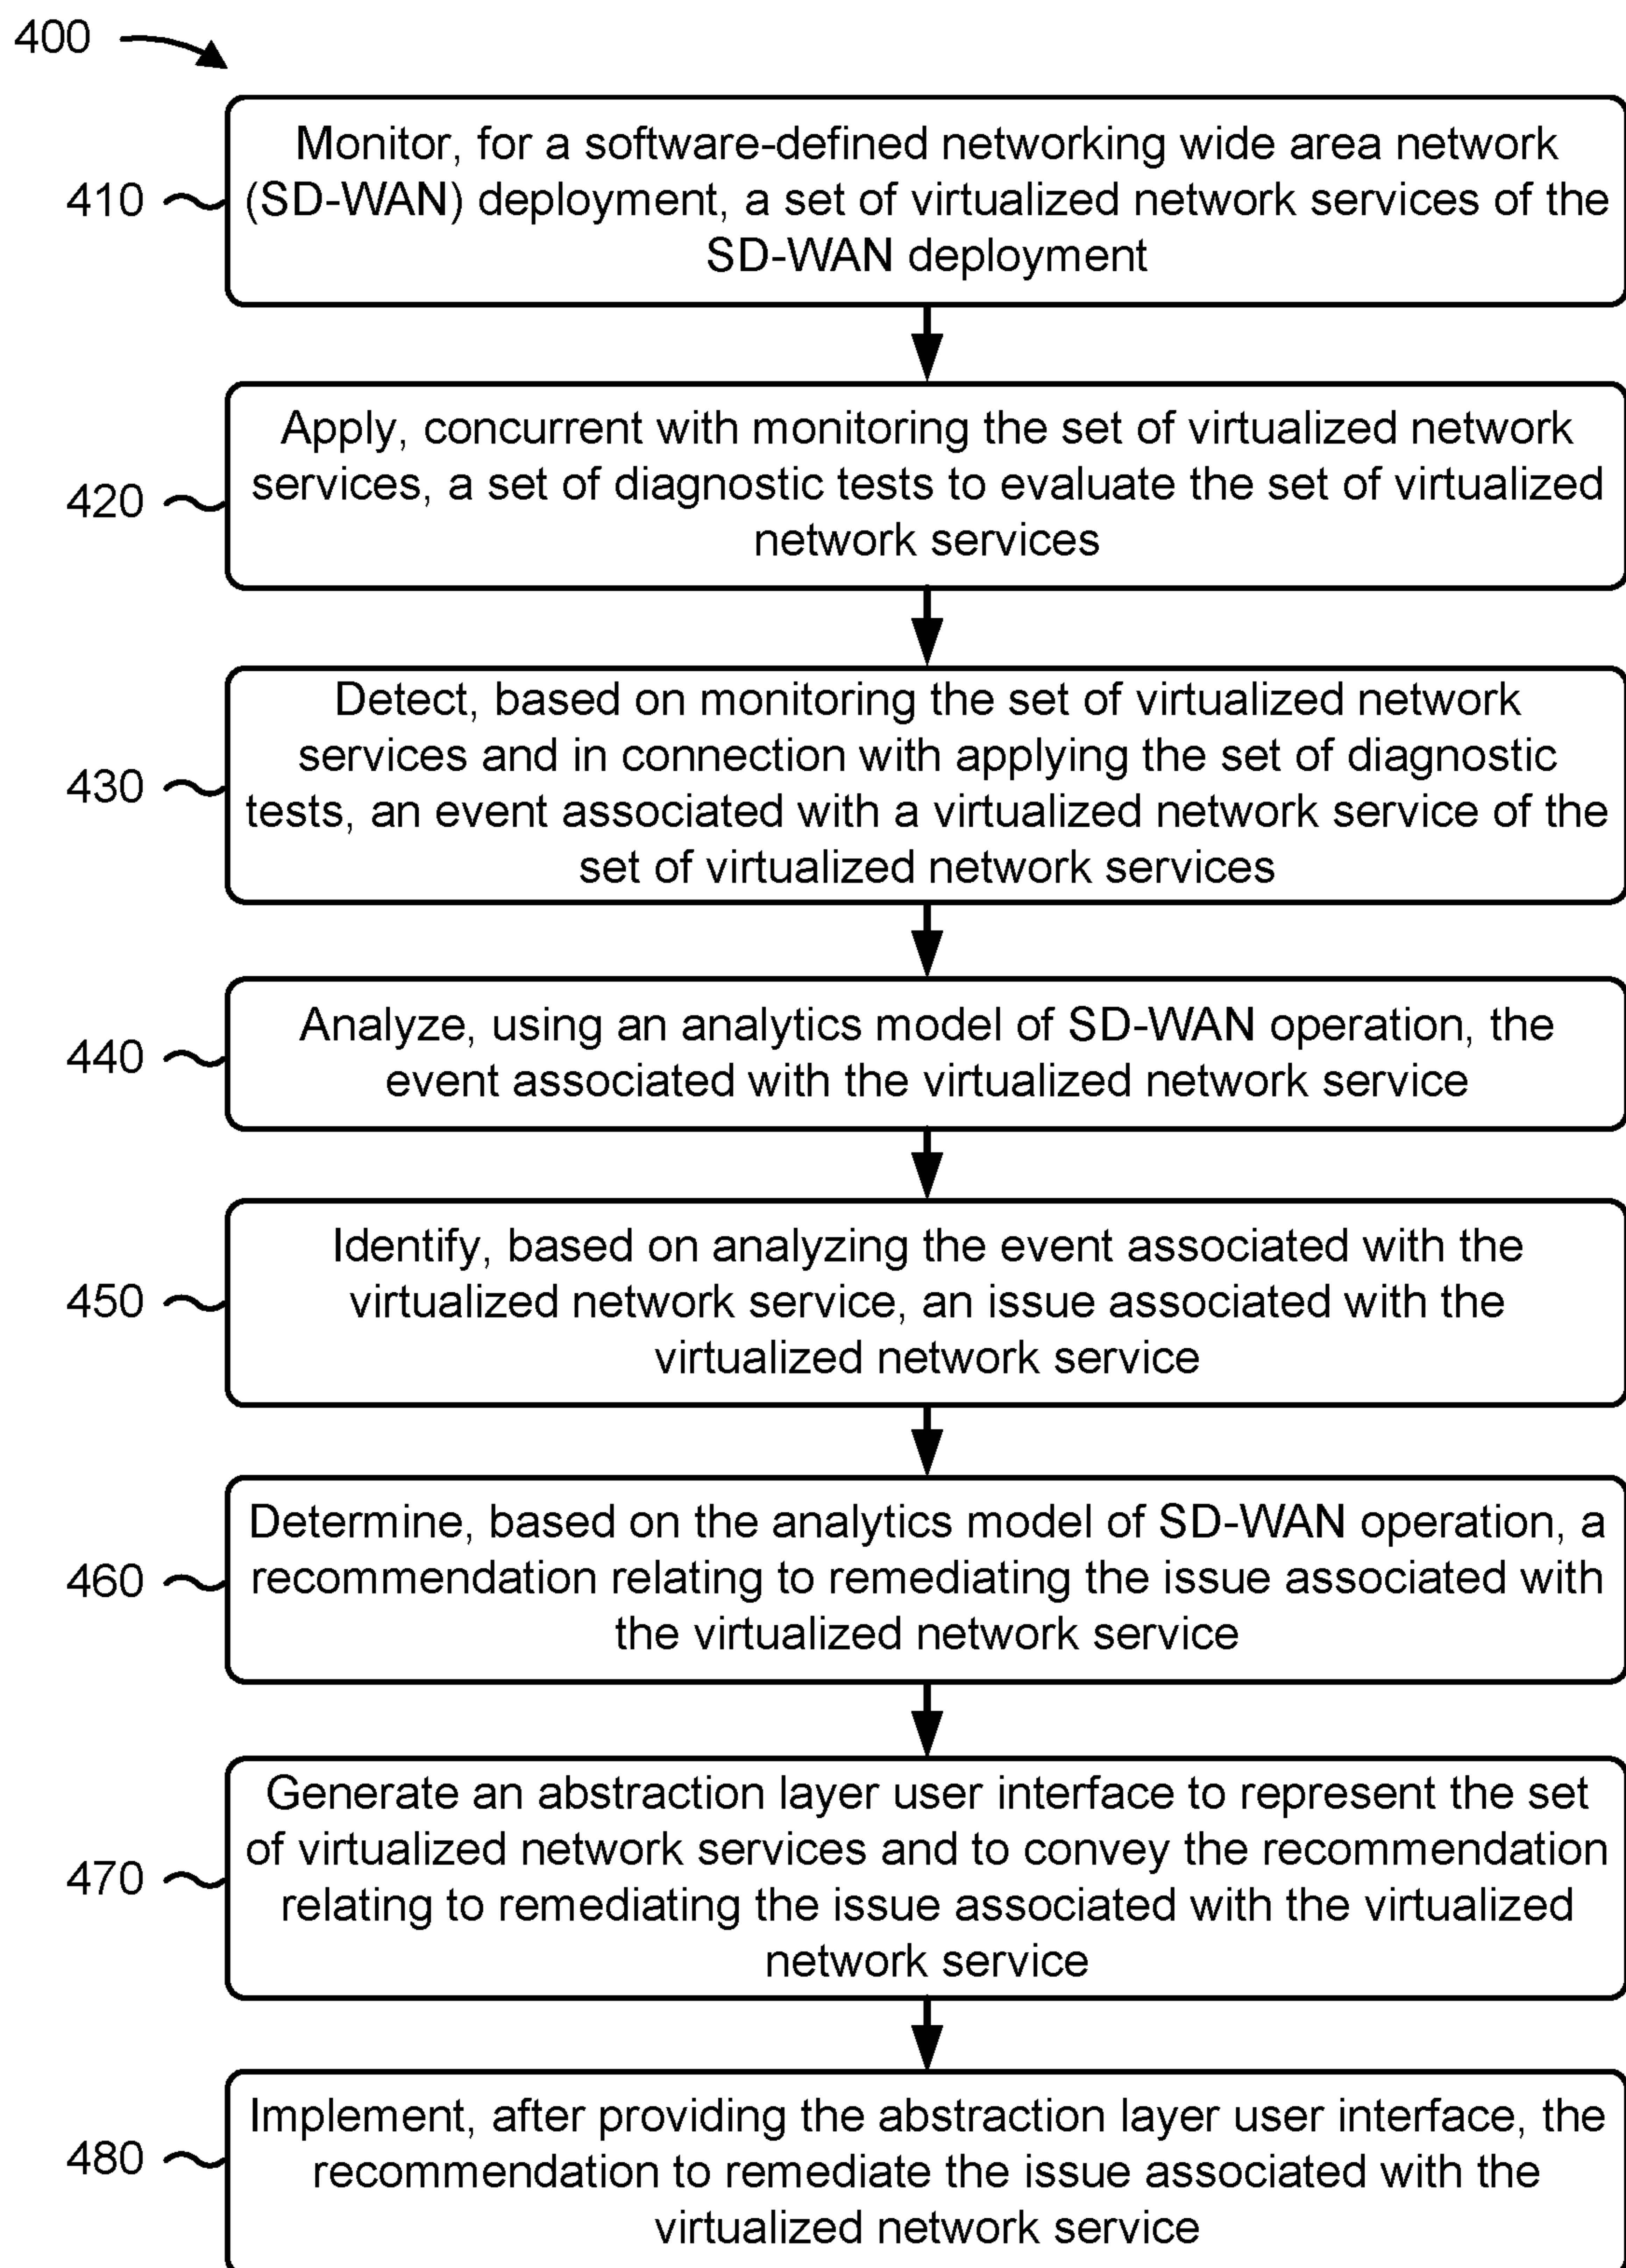 400
Monitor, for a software-defined networking wide area network
410
(SD-WAN) deployment, a set of virtualized network services of the
SD-WAN deployment
Apply, concurrent with monitoring the set of virtualized network
420
services, a set of diagnostic tests to evaluate the set of virtualized
network services
Detect, based on monitoring the set of virtualized network
services and in connection with applying the set of diagnostic
430
tests, an event associated with a virtualized network service of the
set of virtualized network services
440
Analyze, using an analytics model of SD-WAN operation, the
event associated with the virtualized network service
Identify, based on analyzing the event associated with the
450
virtualized network service, an issue associated with the
virtualized network service
Determine, based on the analytics model of SD-WAN operation, a
460
recommendation relating to remediating the issue associated with
the virtualized network service
Generate an abstraction layer user interface to represent the set
of virtualized network services and to convey the recommendation
470
relating to remediating the issue associated with the virtualized
network service
Implement, after providing the abstraction layer user interface, the
480
recommendation to remediate the issue associated with the
virtualized network service